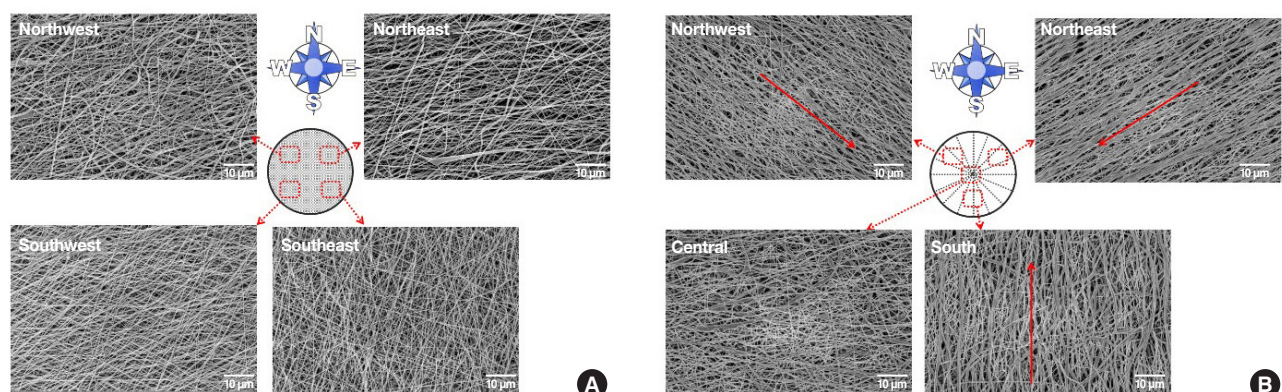 Northwest
N
W E
S
Northeast
10 µm
10 µm
Southwest
Southeast
10 µm
10 µm
A
Northwest
N
W E
S
Northeast
10 µm
10 µm
Central
South
10 µm
10 µm
B